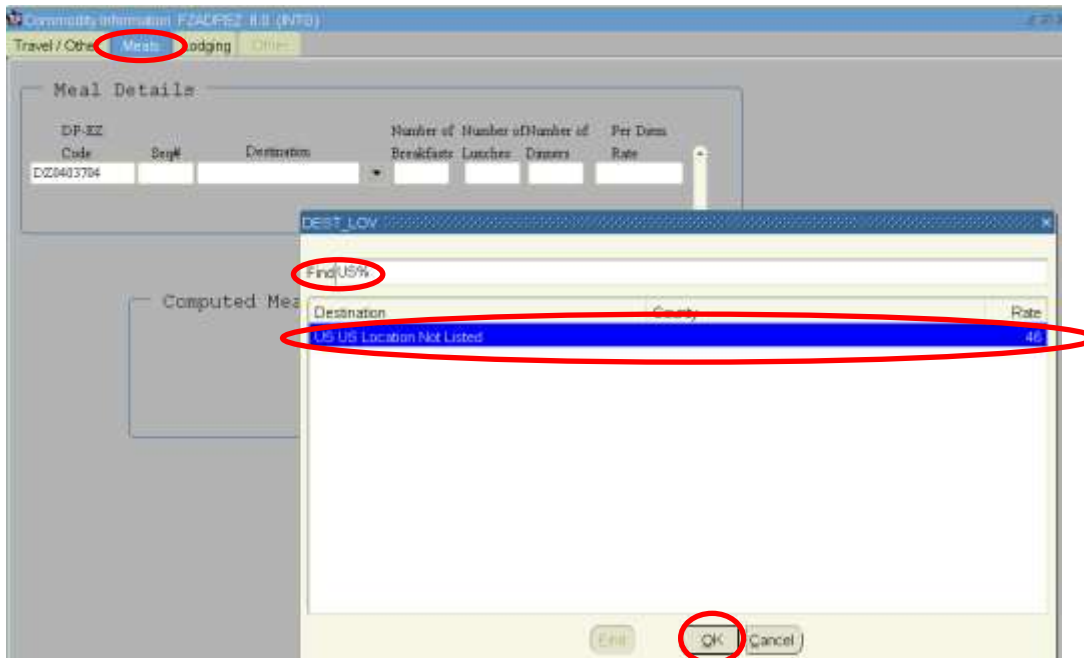 Commodity Information FZADPEZ 8.0 (INTG)
Travel / Other Meals Lodging Other
Meal Details
DP-EZ Number of Number of Number of Per Diem
Code Seq# Destination Breakfasts Lunches Dinners Rate
DZ0403704
DEST_LOV
Find US%
Computed Mea
Destination County Rate
US US Location Not Listed 46
Find OK Cancel